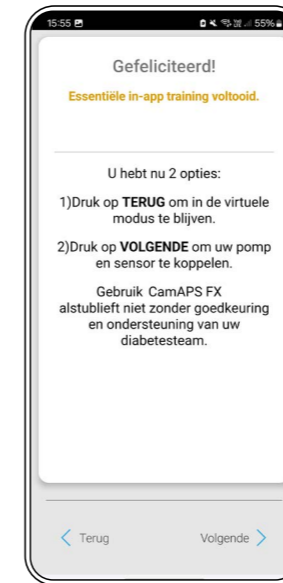 15:55
55%
Gefeliciteerd!
Essentiële in-app training voltooid.
U hebt nu 2 opties:
1)Druk op TERUG om in de virtuele
modus te blijven.
2)Druk op VOLGENDE om uw pomp
en sensor te koppelen.
Gebruik CamAPS FX
alstublieft niet zonder goedkeuring
en ondersteuning van uw
diabetesteam.
Terug
Volgende